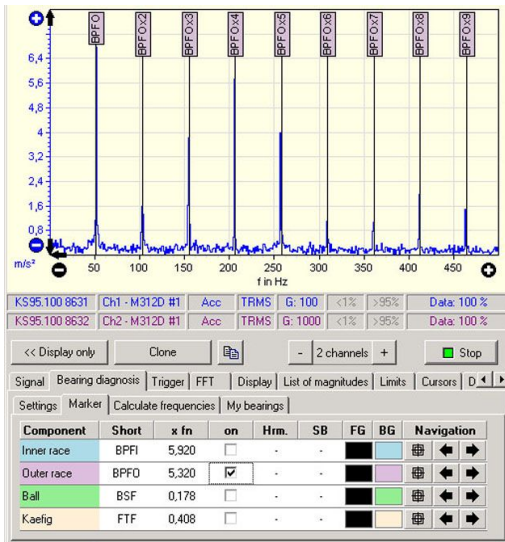 BPFO BPFOx2 BPFOx3 BPFOx4 BPFOx5 BPFOx6 BPFOx7 BPFOx8 BPFOx9
6,4
5,6
4,8
4
3,2
2,4
1,6
0,8
m/s²
50 100 150 200 250 300 350 400 450
f in Hz
KS95.100 8631 Ch1 - M312D #1 Acc TRMS G: 100 <1% >95% Data: 100 %
KS95.100 8632 Ch2 - M312D #1 Acc TRMS G: 1000 <1% >95% Data: 100 %
<< Display only Clone - 2 channels + Stop
Signal Bearing diagnosis Trigger FFT Display List of magnitudes Limits Cursors D
Settings Marker Calculate frequencies My bearings
Component Short x fn on Hrm. SB FG BG Navigation
Inner race BPFI 5,920 - -
Outer race BPFO 5,320 - -
Ball BSF 0,178 - -
Kaefig FTF 0,408 - -